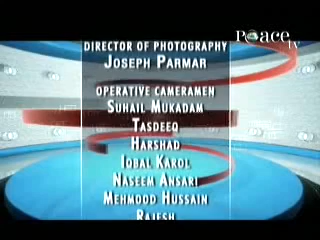 Peace tv
DIRECTOR OF PHOTOGRAPHY
JOSEPH PARMAR
OPERATIVE CAMERAMEN
SUHAIL MUKADAM
TASDEEQ
HARSHAD
IQBAL KAROL
NASEEM ANSARI
MEHMOOD HUSSAIN
RAJESH